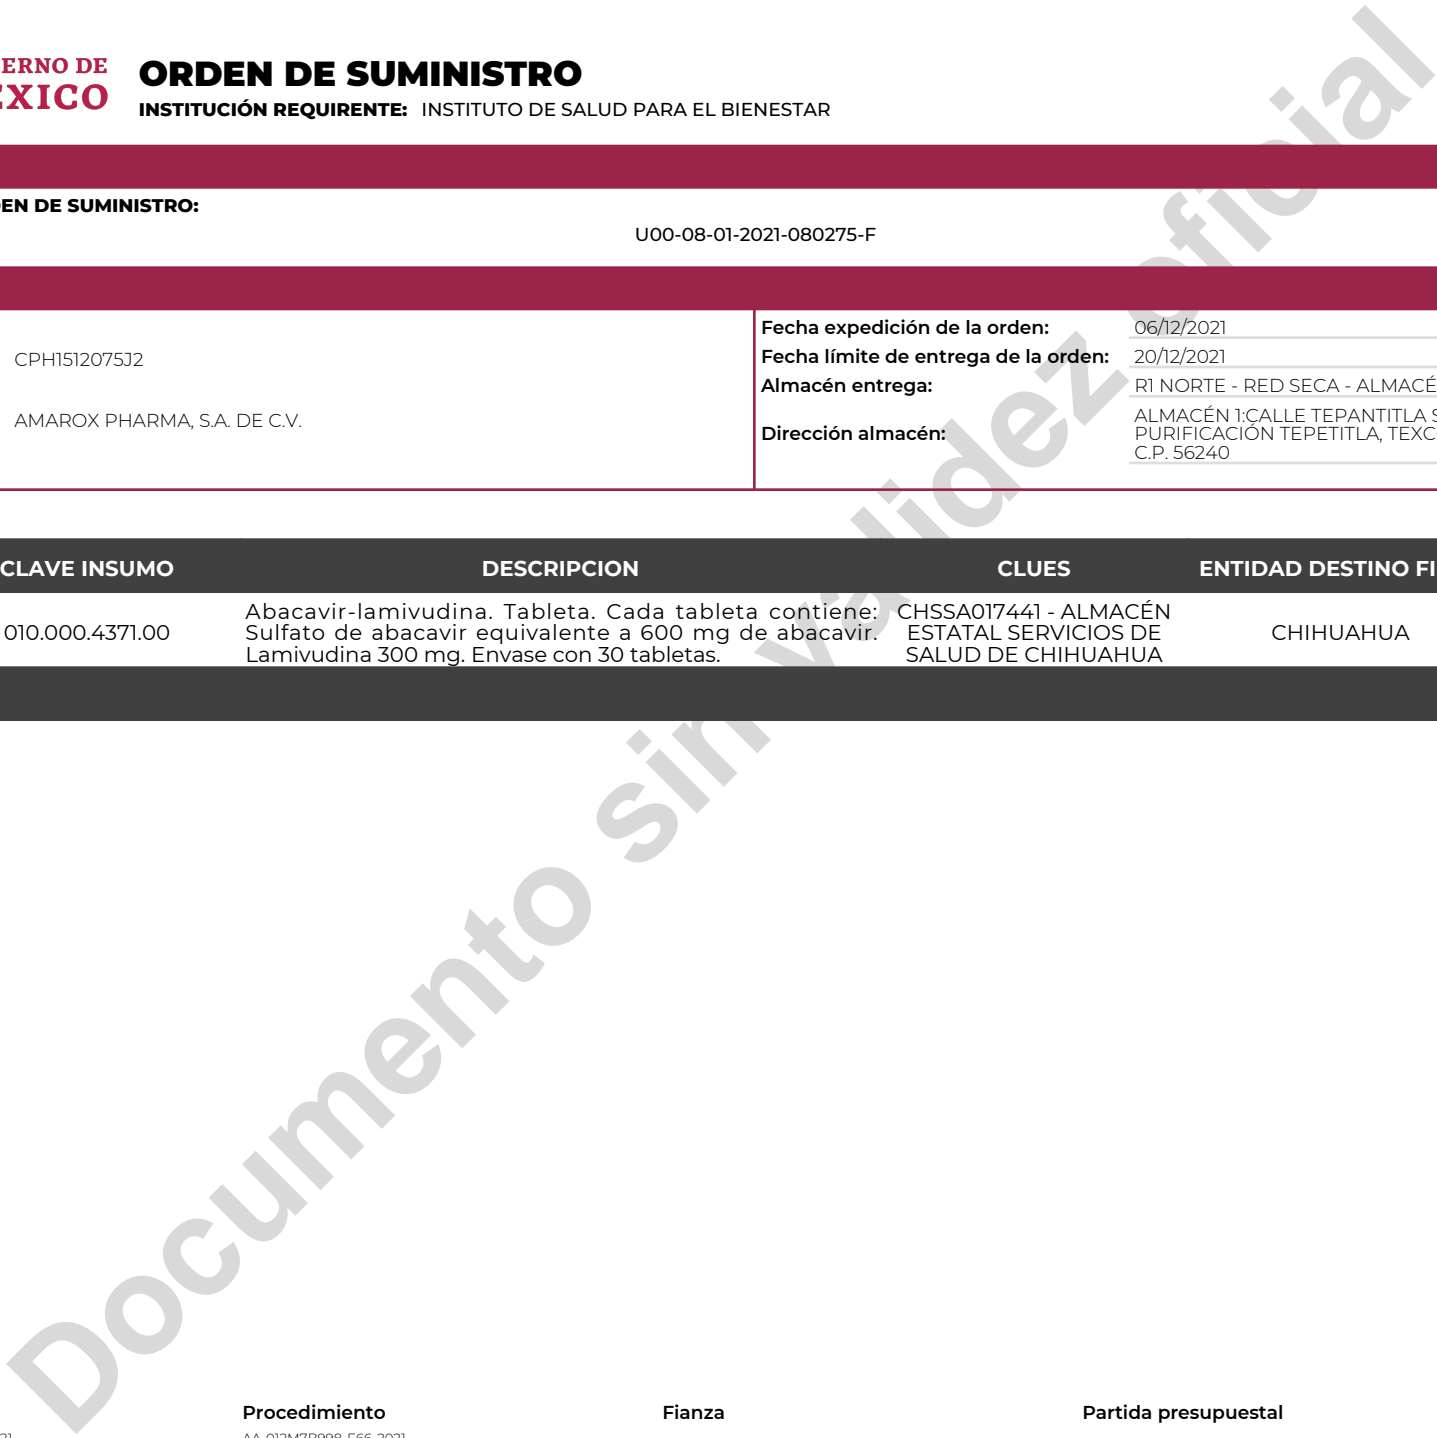 ORDEN DE SUMINISTRO
INSTITUCIÓN REQUIRENTE: INSTITUTO DE SALUD PARA EL BIENESTAR
ERNO DE
EXICO
EN DE SUMINISTRO:
U00-08-01-2021-080275-F
CPH1512075J2
AMAROX PHARMA, S.A. DE C.V.
Fecha expedición de la orden: 06/12/2021
Fecha límite de entrega de la orden: 20/12/2021
Almacén entrega: R1 NORTE - RED SECA - ALMACÉ
Dirección almacén:
ALMACÉN 1:CALLE TEPANTITLA S
PURIFICACIÓN TEPETITLA, TEXC
C.P. 56240
CLAVE INSUMO DESCRIPCION CLUES ENTIDAD DESTINO FI
010.000.4371.00
Abacavir-lamivudina. Tableta. Cada tableta contiene:
Sulfato de abacavir equivalente a 600 mg de abacavir.
Lamivudina 300 mg. Envase con 30 tabletas.
CHSSA017441 - ALMACÉN
ESTATAL SERVICIOS DE
SALUD DE CHIHUAHUA
CHIHUAHUA
Documento sin validez oficial
Procedimiento Fianza Partida presupuestal